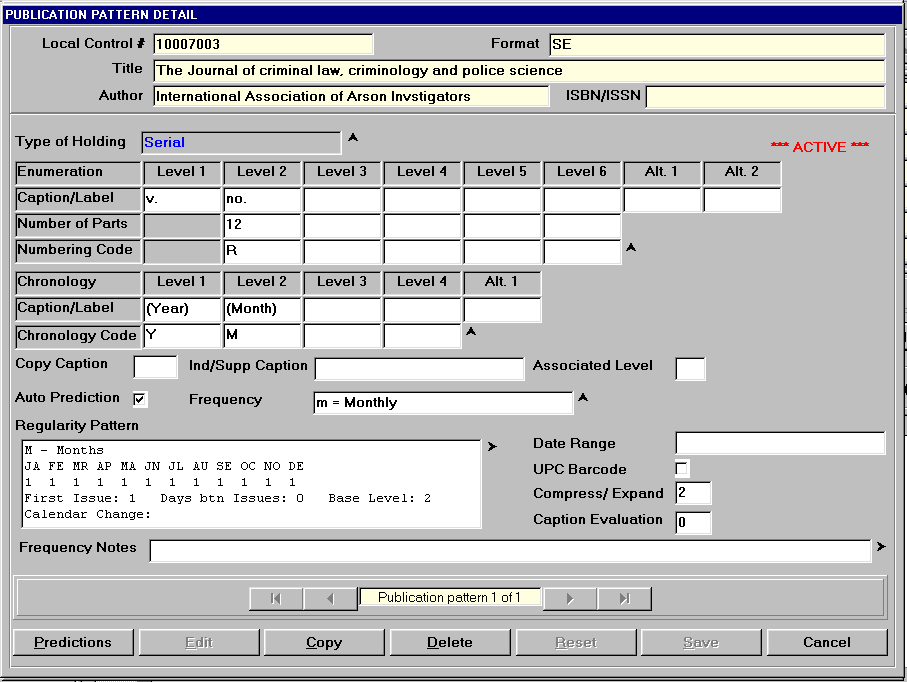 PUBLICATION PATTERN DETAIL
Local Control # 10007003 Format SE
Title The Journal of criminal law, criminology and police science
Author International Association of Arson Invstigators ISBN/ISSN
Type of Holding Serial
*** ACTIVE ***
Enumeration Level 1 Level 2 Level 3 Level 4 Level 5 Level 6 Alt. 1 Alt. 2
Caption/Label v. no.
Number of Parts 12
Numbering Code R
Chronology Level 1 Level 2 Level 3 Level 4 Alt. 1
Caption/Label (Year) (Month)
Chronology Code Y M
Copy Caption Ind/Supp Caption Associated Level
Auto Prediction Frequency m = Monthly
Regularity Pattern
M - Months
JA FE MR AP MA JN JL AU SE OC NO DE
1 1 1 1 1 1 1 1 1 1 1 1
First Issue: 1 Days btn Issues: 0 Base Level: 2
Calendar Change:
Date Range
UPC Barcode
Compress/ Expand 2
Caption Evaluation 0
Frequency Notes
Publication pattern 1 of 1
Predictions Edit Copy Delete Reset Save Cancel